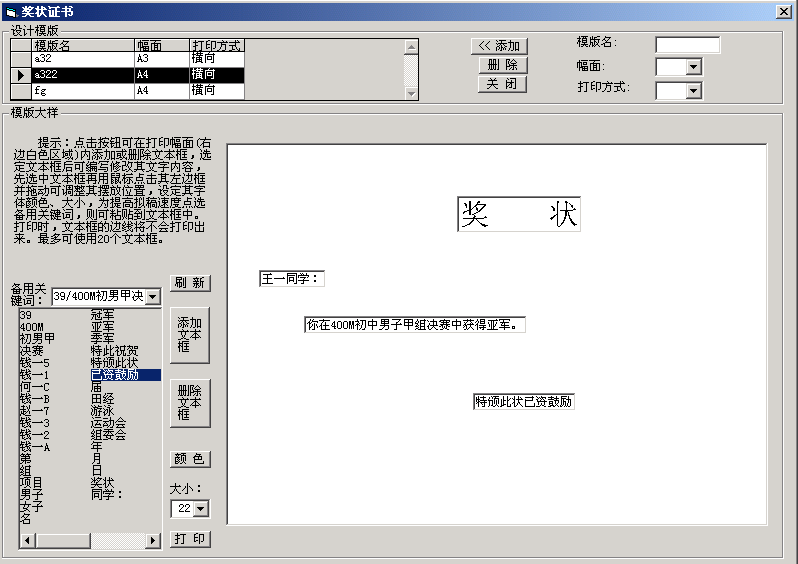 奖状证书
设计模版
模版名 幅面 打印方式
a32 A3 横向
a322 A4 横向
fg A4 横向
<< 添加
删 除
关 闭
模版名:
幅面:
打印方式:
模版大样
提示：点击按钮可在打印幅面(右
边白色区域)内添加或删除文本框，选
定文本框后可编写修改其文字内容，
先选中文本框再用鼠标点击其左边框
并拖动可调整其摆放位置，设定其字
体颜色、大小，为提高拟稿速度点选
备用关键词，则可粘贴到文本框中。
打印时，文本框的边线将不会打印出
来。最多可使用20个文本框。
备用关
键词：
39/400M初男甲决
39 冠军
400M 亚军
初男甲 季军
决赛 特此祝贺
钱一5 特颁此状
钱一1 已资鼓励
何一C 届
钱一B 田经
赵一7 游泳
钱一3 运动会
钱一2 组委会
钱一A 年
第 月
组 日
项目 奖状
男子 同学：
女子
名
刷 新
添加
文本
框
删除
文本
框
颜 色
大小：
22
打 印
奖 状
王一同学：
你在400M初中男子甲组决赛中获得亚军。
特颁此状已资鼓励